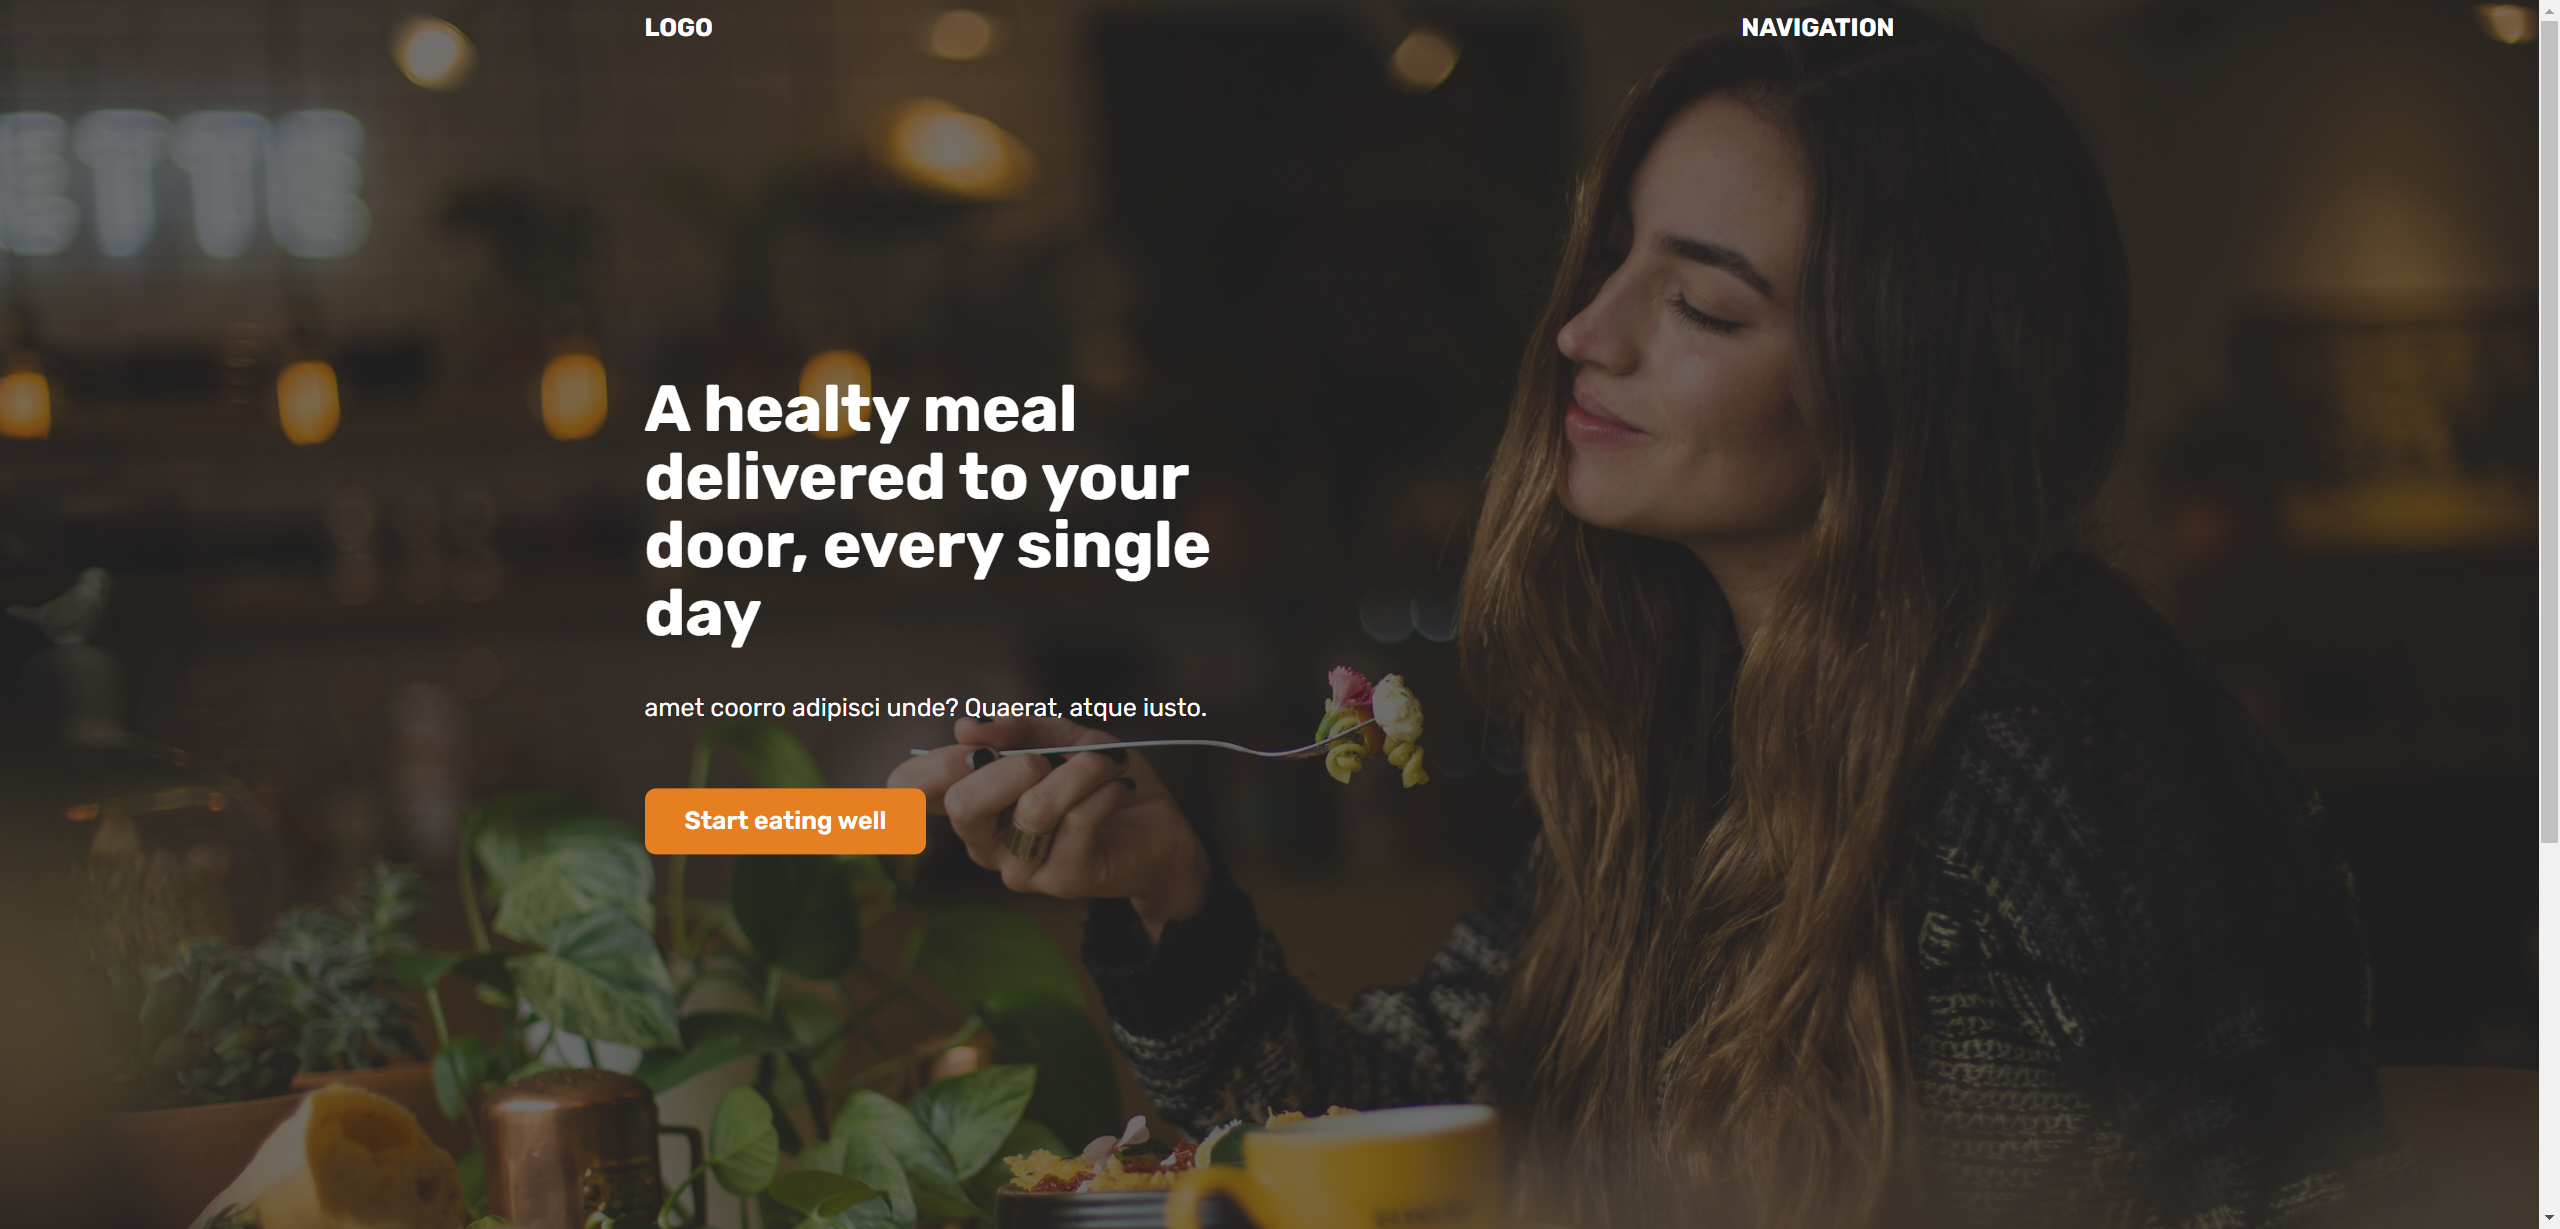 LOGO
NAVIGATION
ETTE
A healty meal
delivered to your
door, every single
day
amet coorro adipisci unde? Quaerat, atque iusto.
Start eating well